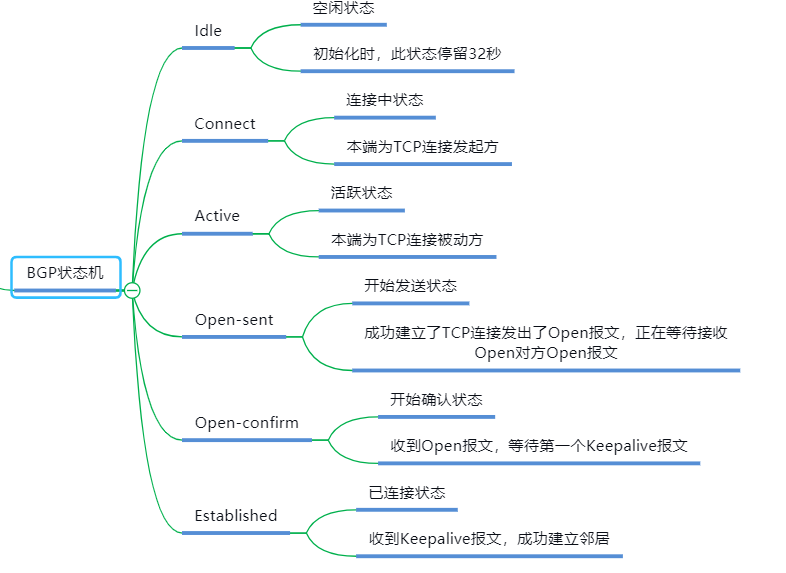 BGP状态机
Idle
空闲状态
初始化时，此状态停留32秒
Connect
连接中状态
本端为TCP连接发起方
Active
活跃状态
本端为TCP连接被动方
Open-sent
开始发送状态
成功建立了TCP连接发出了Open报文，正在等待接收
Open对方Open报文
Open-confirm
开始确认状态
收到Open报文，等待第一个Keepalive报文
Established
已连接状态
收到Keepalive报文，成功建立邻居